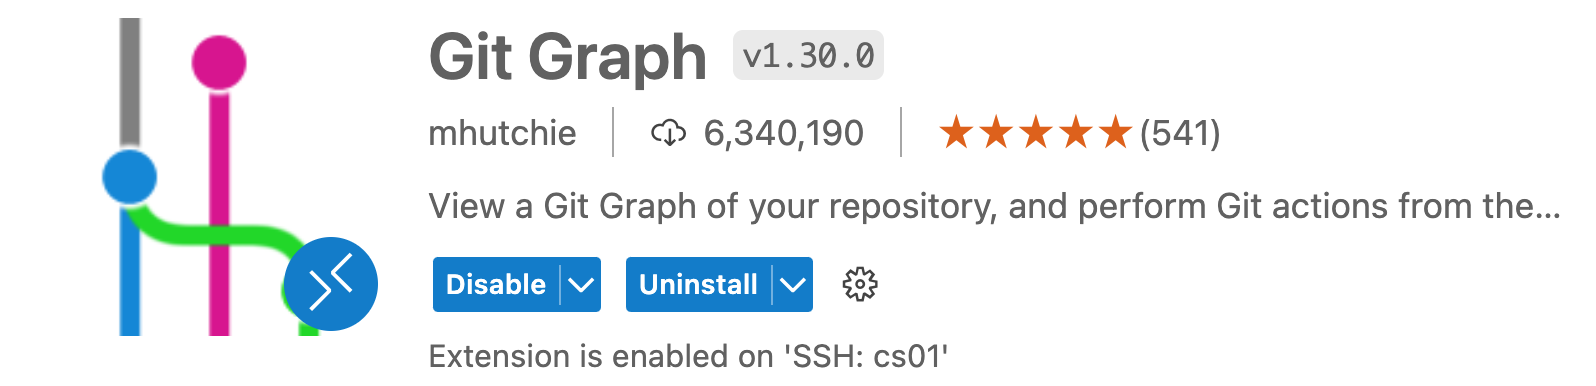 Git Graph v1.30.0
mhutchie 6,340,190 (541)
View a Git Graph of your repository, and perform Git actions from the...
Disable Uninstall
Extension is enabled on 'SSH: cs01'